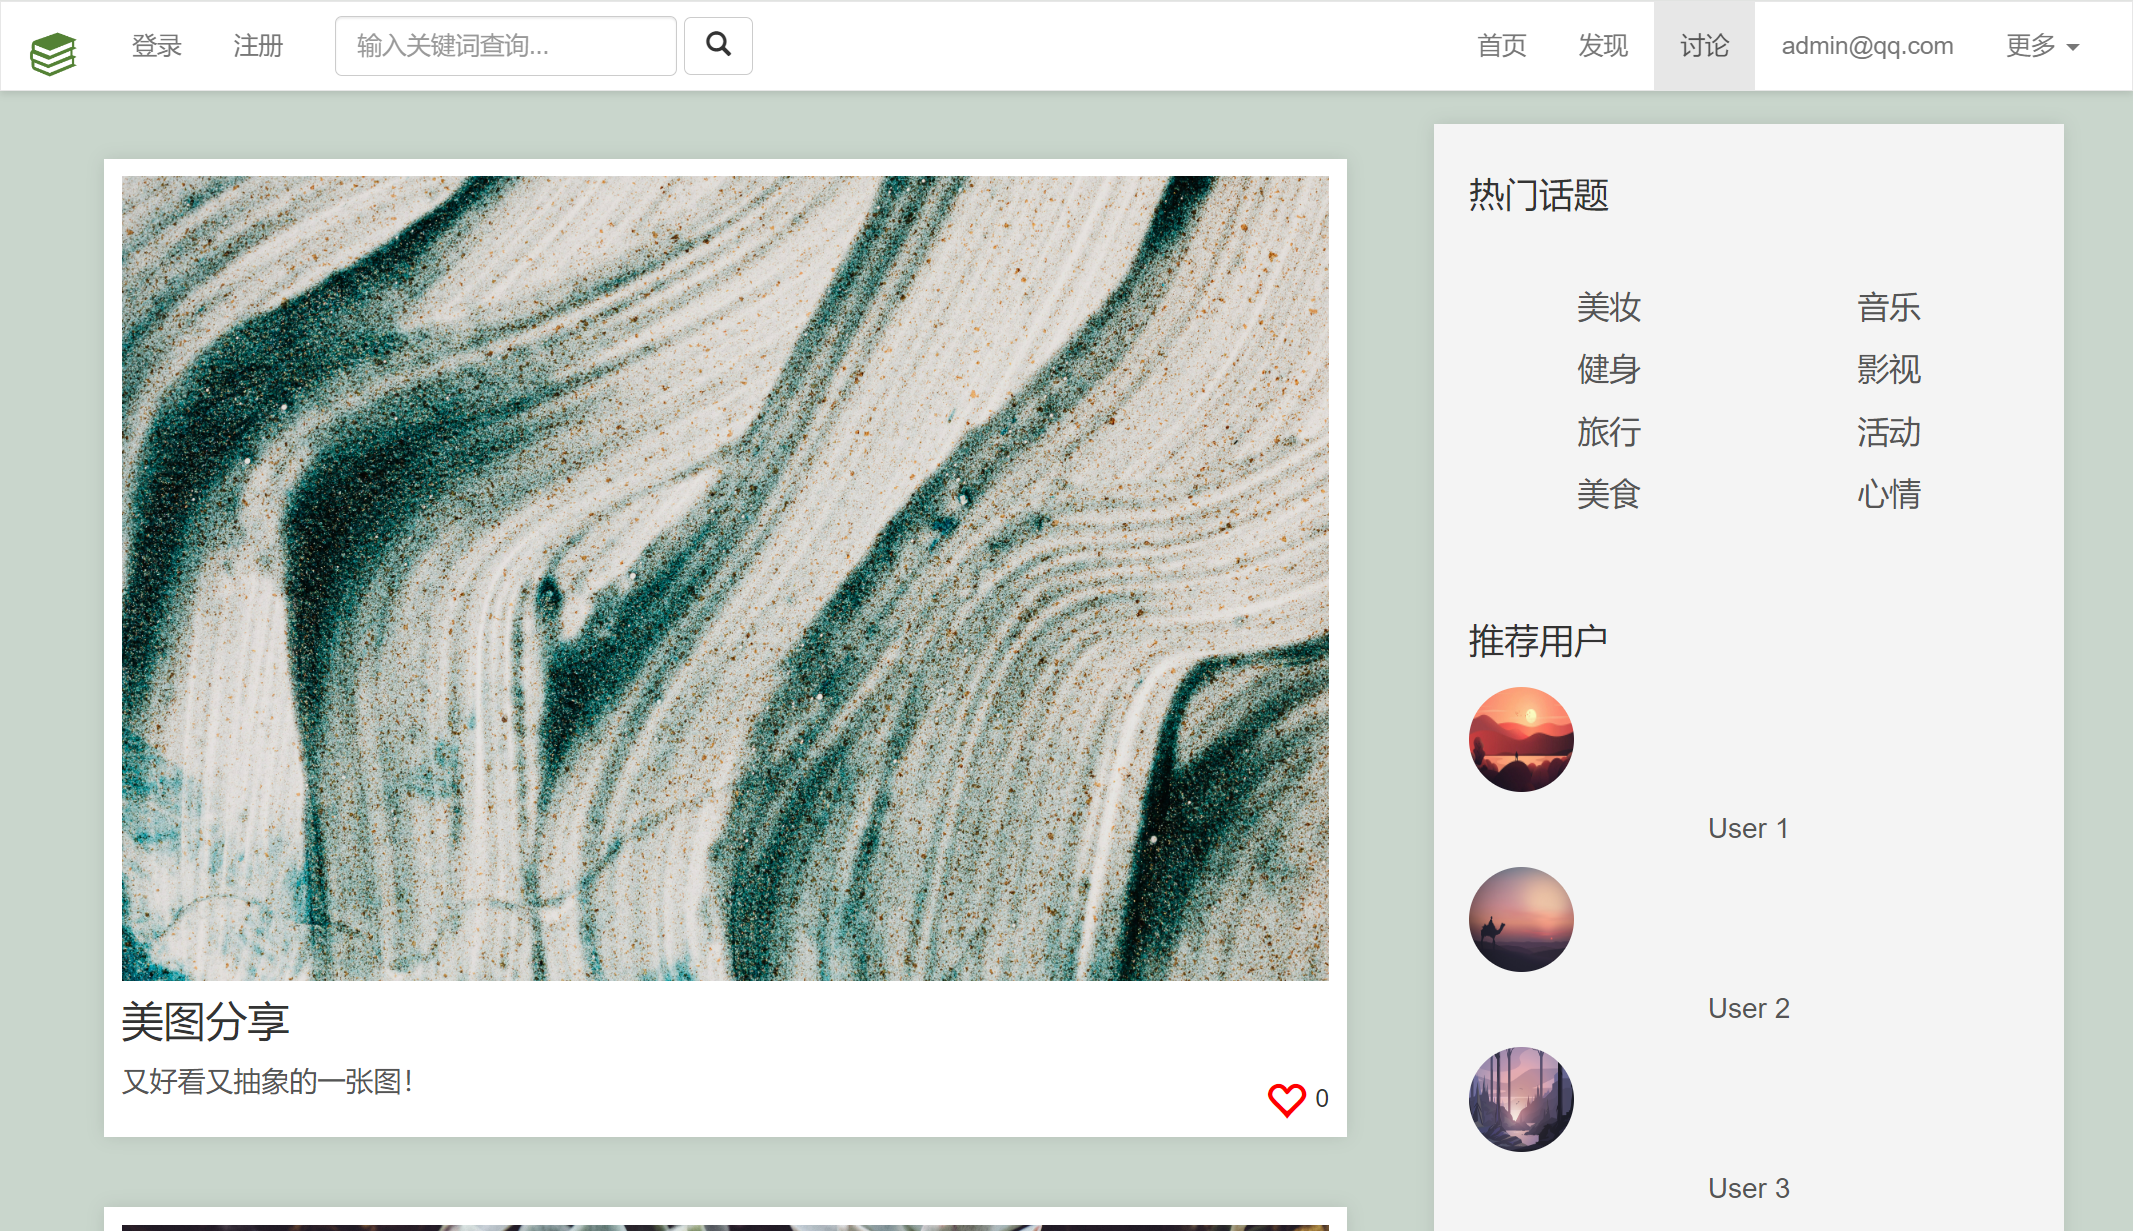 登录 注册 输入关键词查询... 首页 发现 讨论 admin@qq.com 更多
美图分享
又好看又抽象的一张图！
0
热门话题
美妆 音乐
健身 影视
旅行 活动
美食 心情
推荐用户
User 1
User 2
User 3